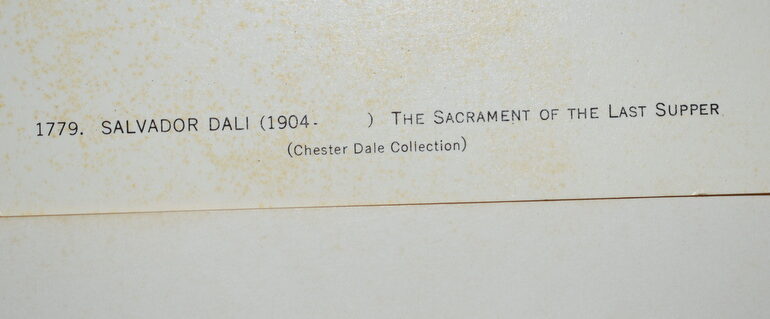 1779. SALVADOR DALI (1904- ) THE SACRAMENT OF THE LAST SUPPER
(Chester Dale Collection)